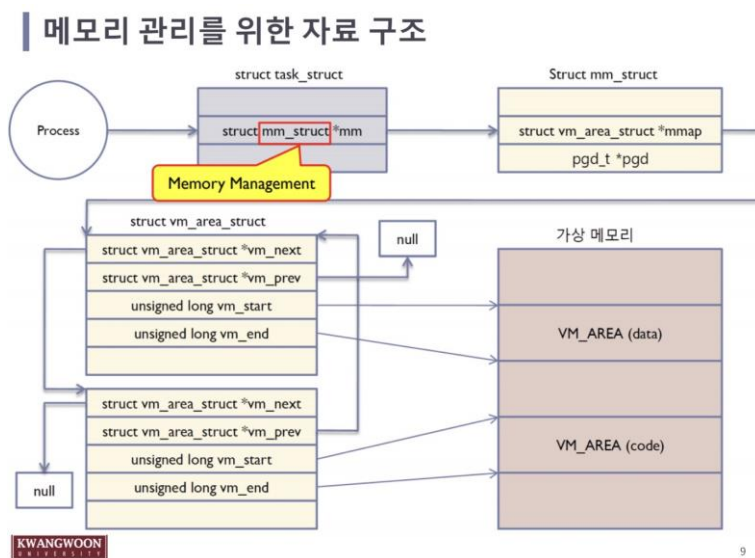 메모리 관리를 위한 자료 구조
struct task_struct
Struct mm_struct
Process
struct mm_struct *mm
struct vm_area_struct *mmap
pgd_t *pgd
Memory Management
struct vm_area_struct
struct vm_area_struct *vm_next
struct vm_area_struct *vm_prev
unsigned long vm_start
unsigned long vm_end
null
가상 메모리
VM_AREA (data)
struct vm_area_struct *vm_next
struct vm_area_struct *vm_prev
unsigned long vm_start
unsigned long vm_end
VM_AREA (code)
null
KWANGWOON
UNIVERSITY
9